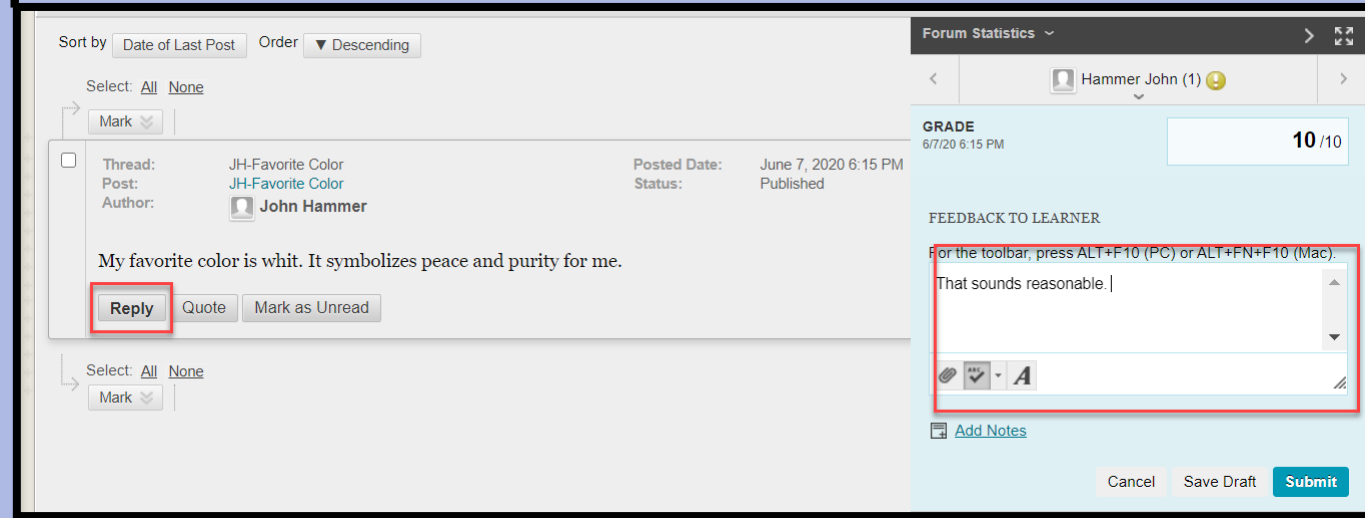 Sort by Date of Last Post Order ▼ Descending
Select: All None
Mark
Thread: JH-Favorite Color Posted Date: June 7, 2020 6:15 PM
Post: JH-Favorite Color Status: Published
Author: John Hammer
My favorite color is whit. It symbolizes peace and purity for me.
Reply Quote Mark as Unread
Select: All None
Mark
Forum Statistics
Hammer John (1)
GRADE
6/7/20 6:15 PM
10 /10
FEEDBACK TO LEARNER
For the toolbar, press ALT+F10 (PC) or ALT+FN+F10 (Mac).
That sounds reasonable.
ABC A
Add Notes
Cancel Save Draft Submit